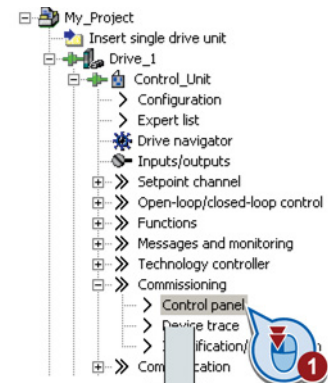 My_Project
Insert single drive unit
Drive_1
Control_Unit
Configuration
Expert list
Drive navigator
Inputs/outputs
Setpoint channel
Open-loop/closed-loop control
Functions
Messages and monitoring
Technology controller
Commissioning
Control panel
trace
1